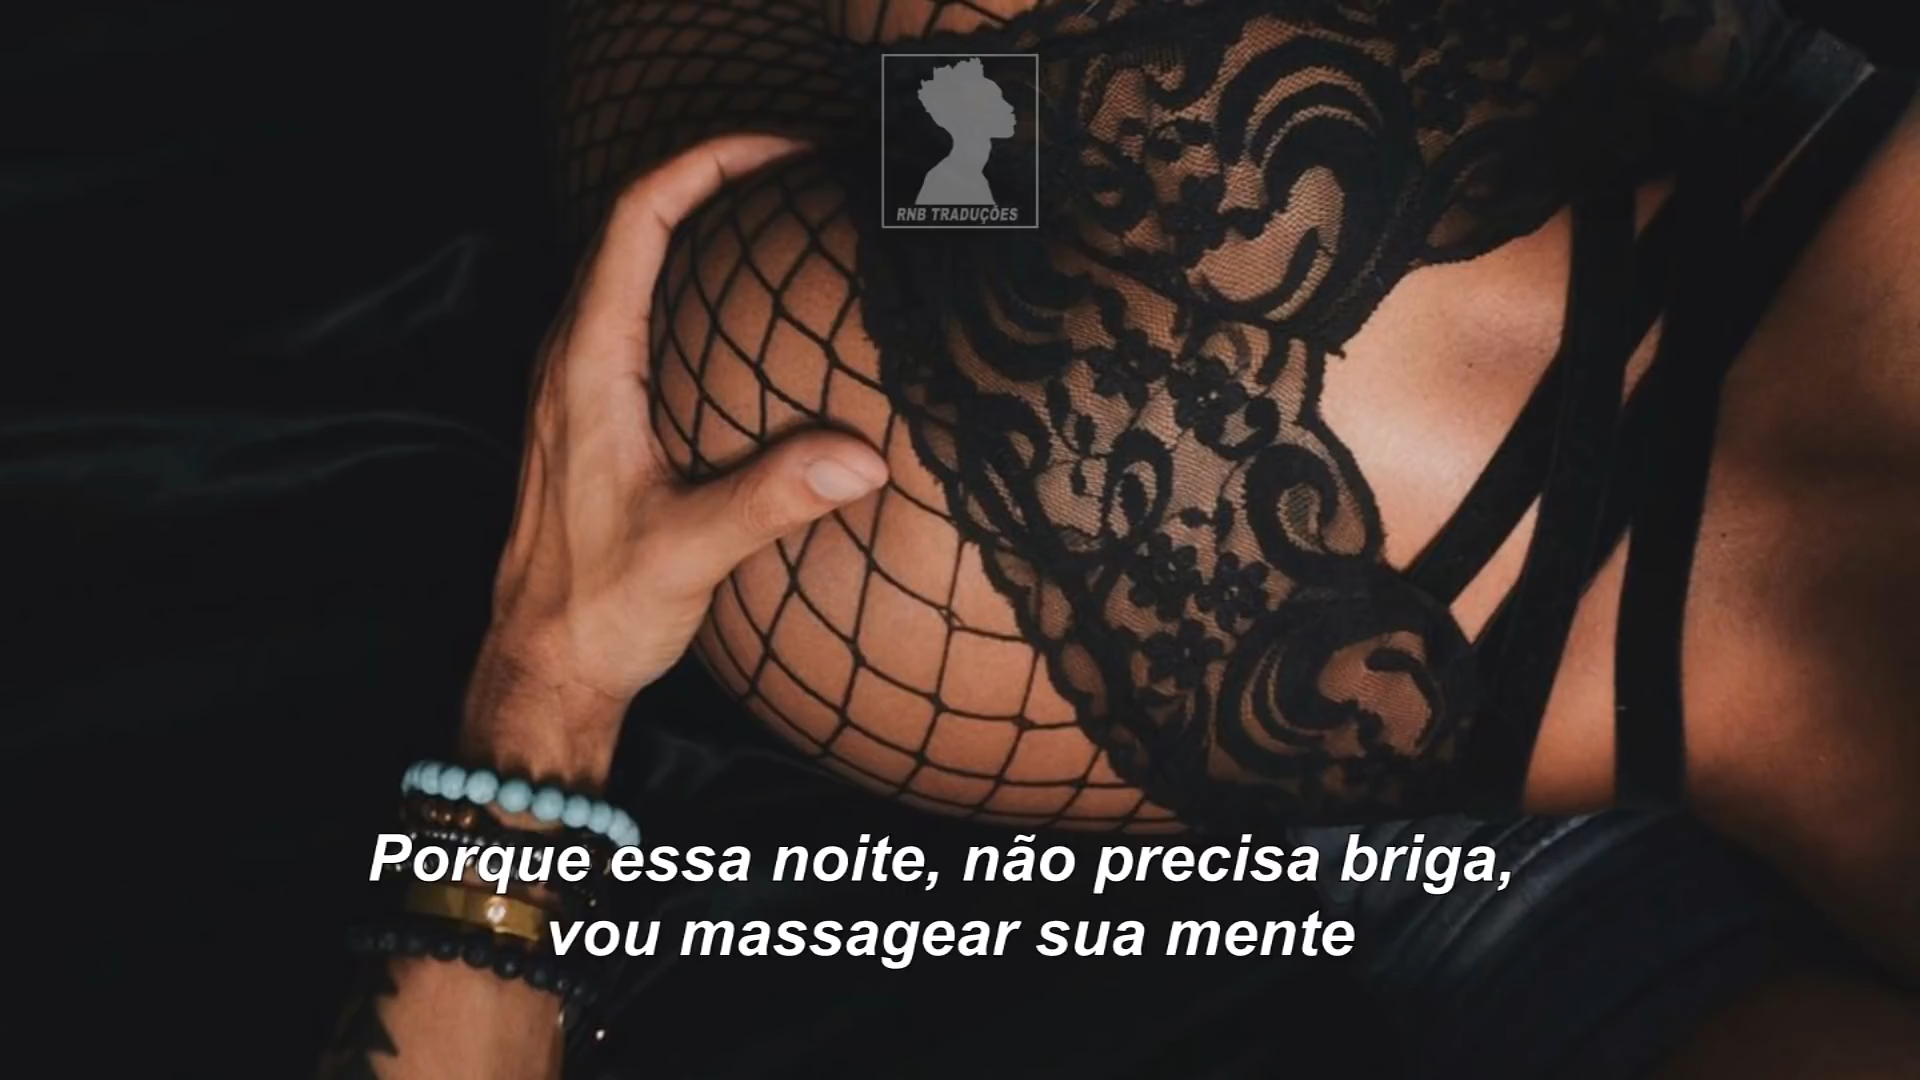 RNB TRADUÇÕES
Porque essa noite, não precisa briga,
vou massagear sua mente